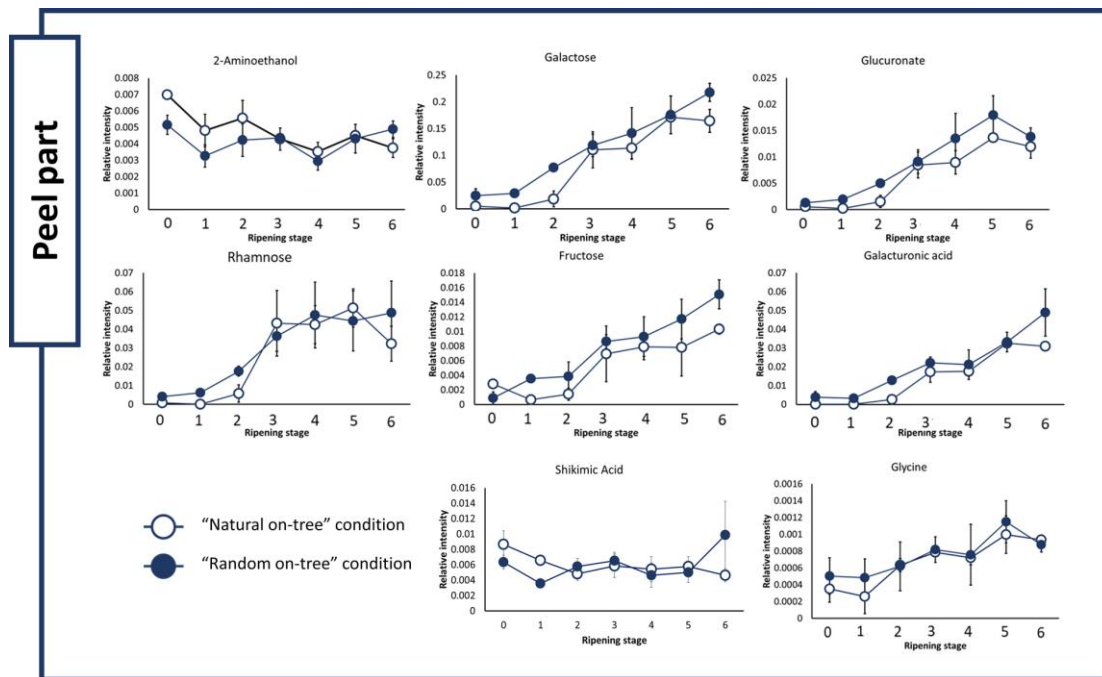 Peel part
2-Aminoethanol
Relative intensity
0.008
0.007
0.006
0.005
0.004
0.003
0.002
0.001
0
0 1 2 3 4 5 6
Ripening stage
Galactose
Relative intensity
0.25
0.2
0.15
0.1
0.05
0
0 1 2 3 4 5 6
Ripening stage
Glucuronate
Relative intensity
0.025
0.02
0.015
0.01
0.005
0
0 1 2 3 4 5 6
Ripening stage
Rhamnose
Relative intensity
0.07
0.06
0.05
0.04
0.03
0.02
0.01
0
0 1 2 3 4 5 6
Ripening stage
Fructose
Relative intensity
0.018
0.016
0.014
0.012
0.01
0.008
0.006
0.004
0.002
0
0 1 2 3 4 5 6
Ripening stage
Galacturonic acid
Relative intensity
0.07
0.06
0.05
0.04
0.03
0.02
0.01
0
0 1 2 3 4 5 6
Ripening stage
"Natural on-tree" condition
"Random on-tree" condition
Shikimic Acid
Relative intensity
0.016
0.014
0.012
0.01
0.008
0.006
0.004
0.002
0
0 1 2 3 4 5 6
Ripening stage
Glycine
Relative intensity
0.0016
0.0014
0.0012
0.001
0.0008
0.0006
0.0004
0.0002
0
0 1 2 3 4 5 6
Ripening stage